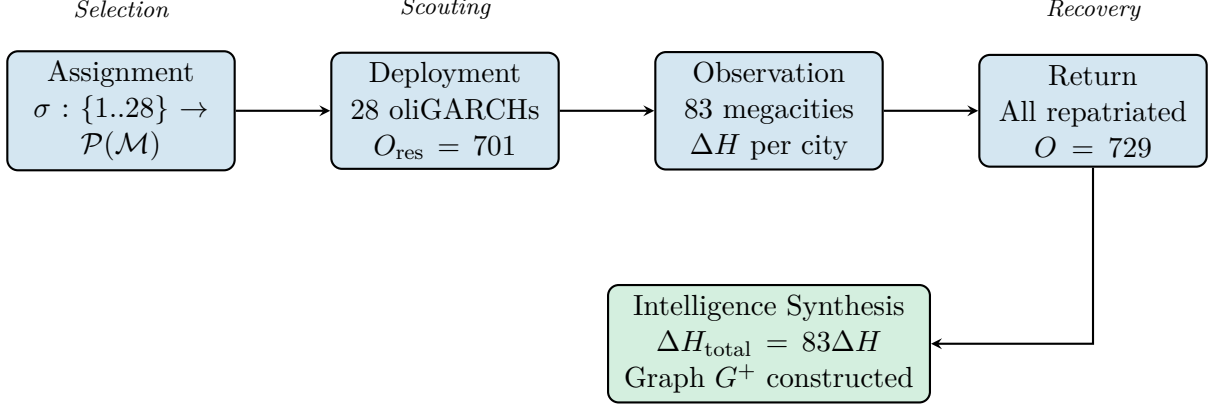 Selection
Scouting
Recovery
Assignment
σ : {1..28} →
𝒫(ℳ)
Deployment
28 oliGARCHs
O_res = 701
Observation
83 megacities
ΔH per city
Return
All repatriated
O = 729
Intelligence Synthesis
ΔH_total = 83ΔH
Graph G⁺ constructed